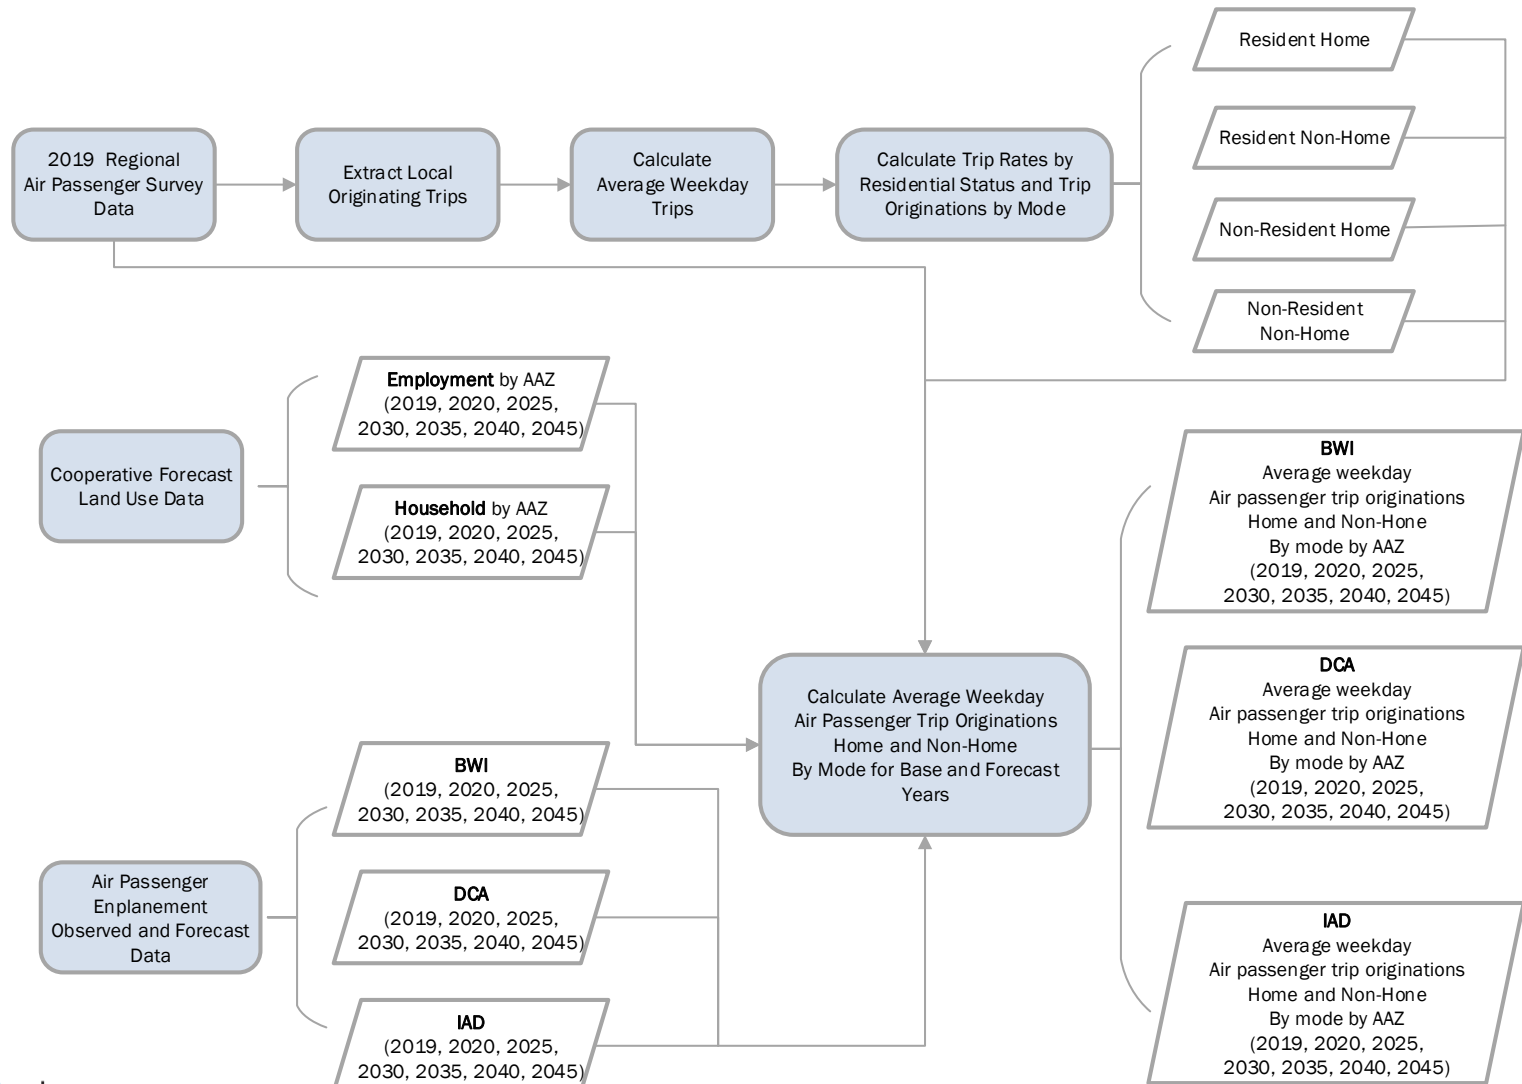 2019 Regional
Air Passenger Survey
Data
Extract Local
Originating Trips
Calculate
Average Weekday
Trips
Calculate Trip Rates by
Residential Status and Trip
Originations by Mode
Resident Home
Resident Non-Home
Non-Resident Home
Non-Resident
Non-Home
Cooperative Forecast
Land Use Data
Employment by AAZ
(2019, 2020, 2025,
2030, 2035, 2040, 2045)
Household by AAZ
(2019, 2020, 2025,
2030, 2035, 2040, 2045)
Air Passenger
Enplanement
Observed and Forecast
Data
BWI
(2019, 2020, 2025,
2030, 2035, 2040, 2045)
DCA
(2019, 2020, 2025,
2030, 2035, 2040, 2045)
IAD
(2019, 2020, 2025,
2030, 2035, 2040, 2045)
Calculate Average Weekday
Air Passenger Trip Originations
Home and Non-Home
By Mode for Base and Forecast
Years
BWI
Average weekday
Air passenger trip originations
Home and Non-Hone
By mode by AAZ
(2019, 2020, 2025,
2030, 2035, 2040, 2045)
DCA
Average weekday
Air passenger trip originations
Home and Non-Hone
By mode by AAZ
(2019, 2020, 2025,
2030, 2035, 2040, 2045)
IAD
Average weekday
Air passenger trip originations
Home and Non-Hone
By mode by AAZ
(2019, 2020, 2025,
2030, 2035, 2040, 2045)